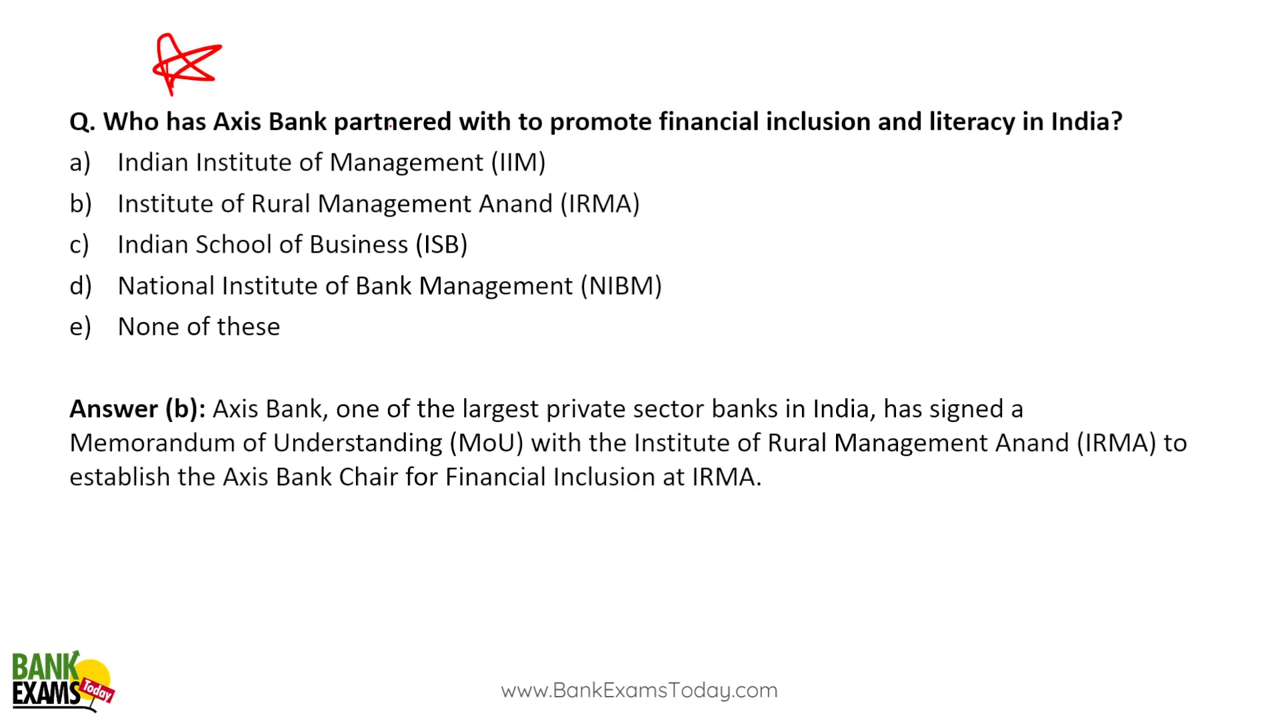 Q. Who has Axis Bank partnered with to promote financial inclusion and literacy in India?
a) Indian Institute of Management (IIM)
b) Institute of Rural Management Anand (IRMA)
c) Indian School of Business (ISB)
d) National Institute of Bank Management (NIBM)
e) None of these
Answer (b): Axis Bank, one of the largest private sector banks in India, has signed a
Memorandum of Understanding (MoU) with the Institute of Rural Management Anand (IRMA) to
establish the Axis Bank Chair for Financial Inclusion at IRMA.
BANK
EXAMS Today
www.BankExamsToday.com